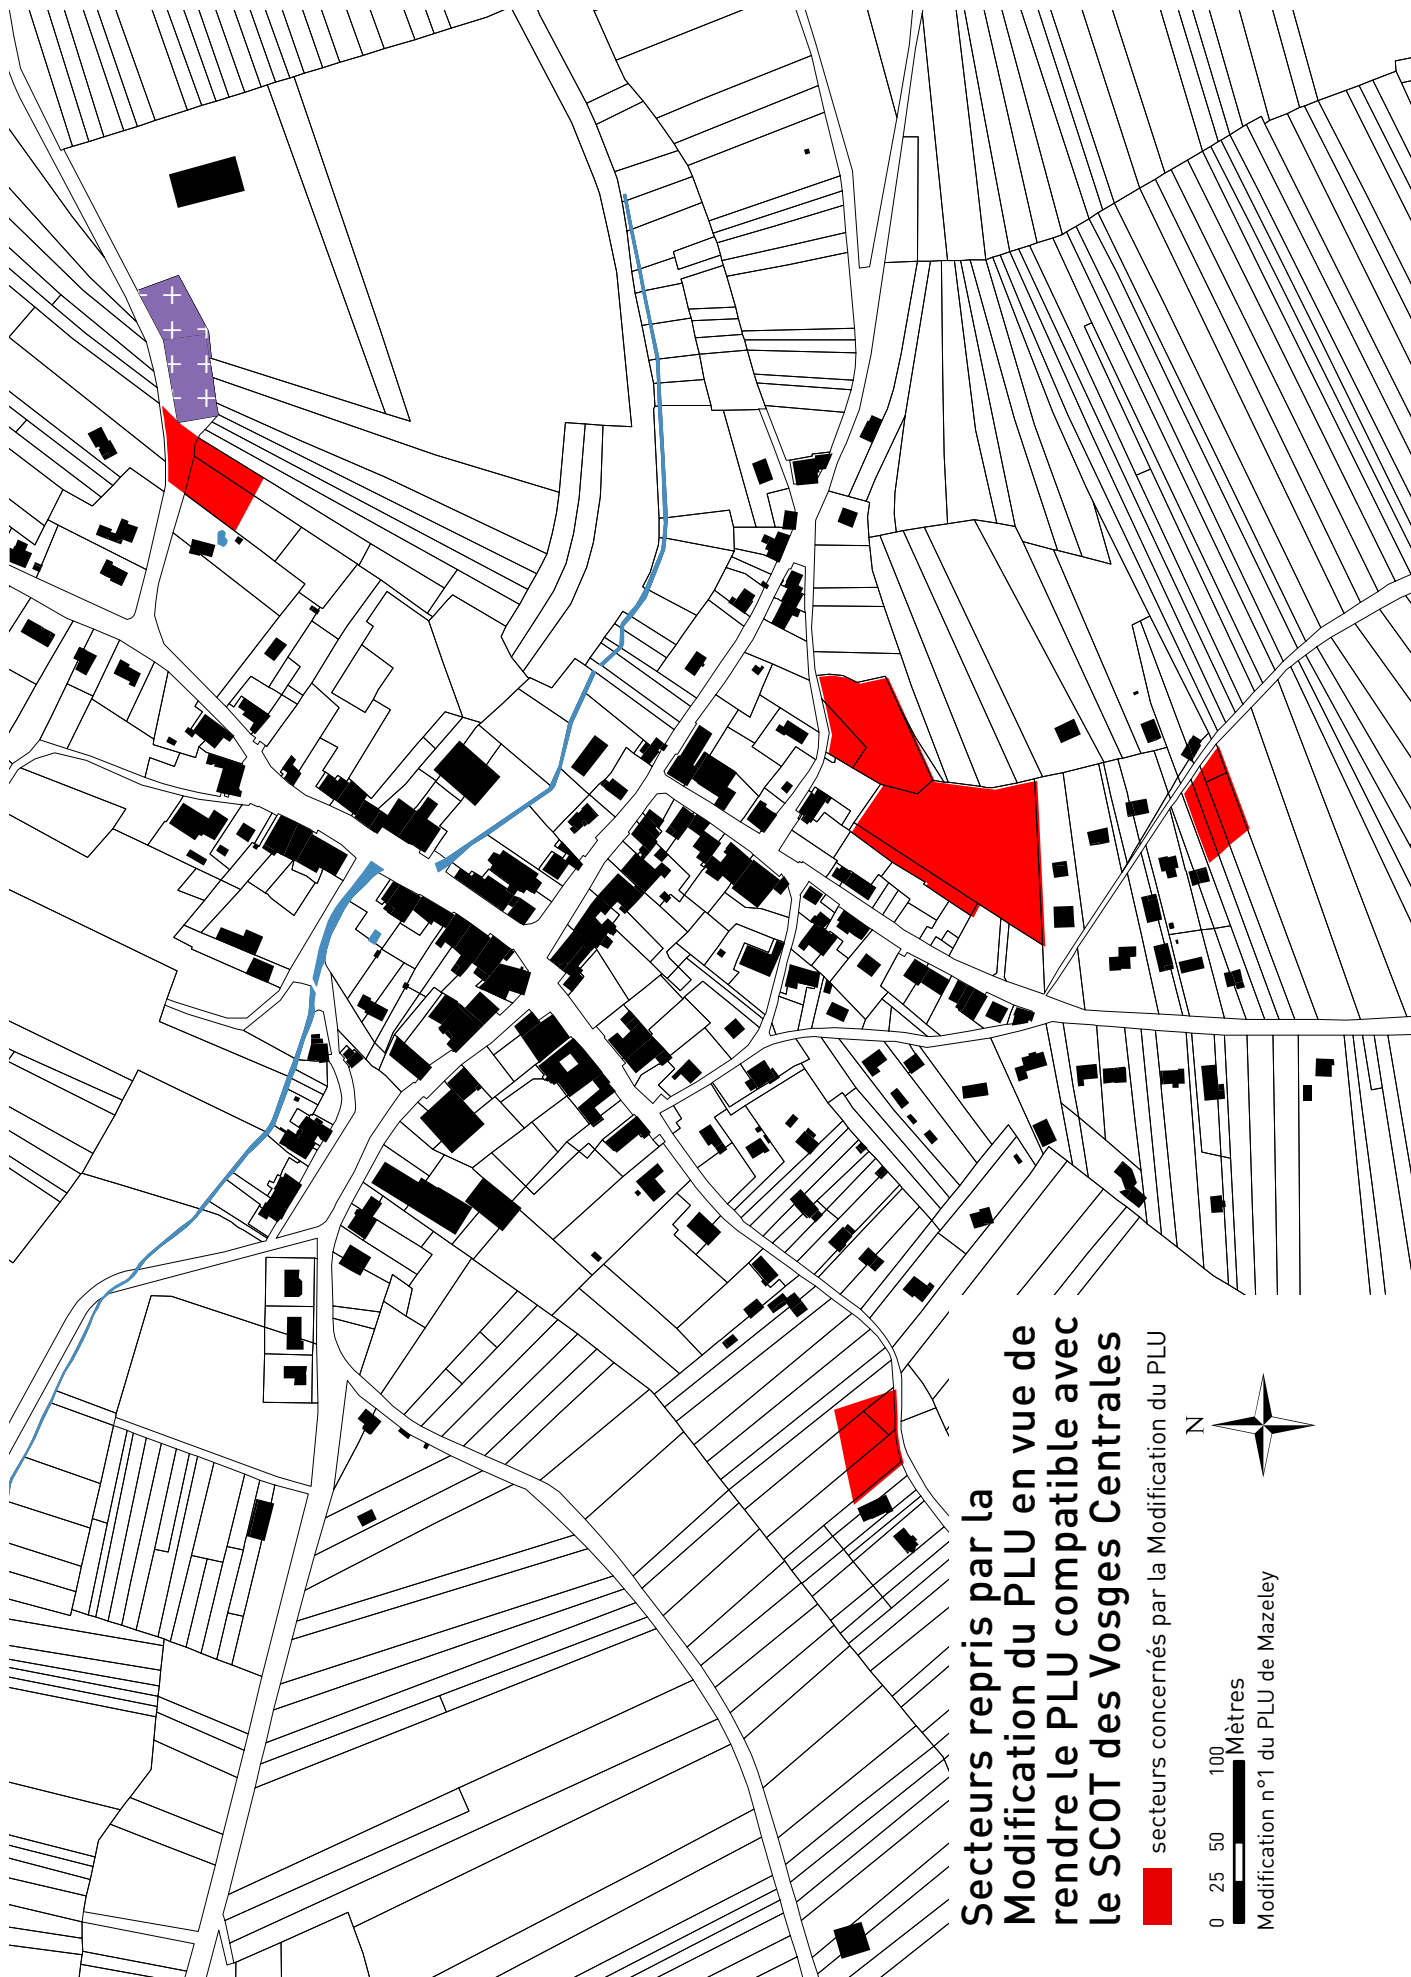 Secteurs repris par la
Modification du PLU en vue de
rendre le PLU compatible avec
le SCOT des Vosges Centrales
secteurs concernés par la Modification du PLU
N
0 25 50 100
Mètres
Modification n°1 du PLU de Mazeley